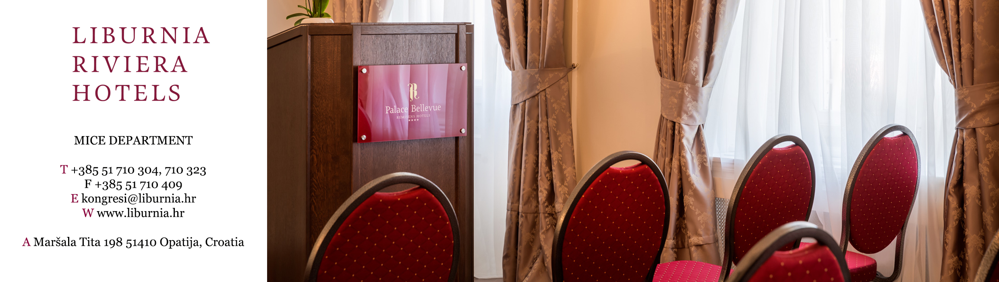 LIBURNIA
RIVIERA
HOTELS
MICE DEPARTMENT
T +385 51 710 304, 710 323
F +385 51 710 409
E kongresi@liburnia.hr
W www.liburnia.hr
A Maršala Tita 198 51410 Opatija, Croatia
R
Palace Bellevue
REMISENS HOTELS
★★★★